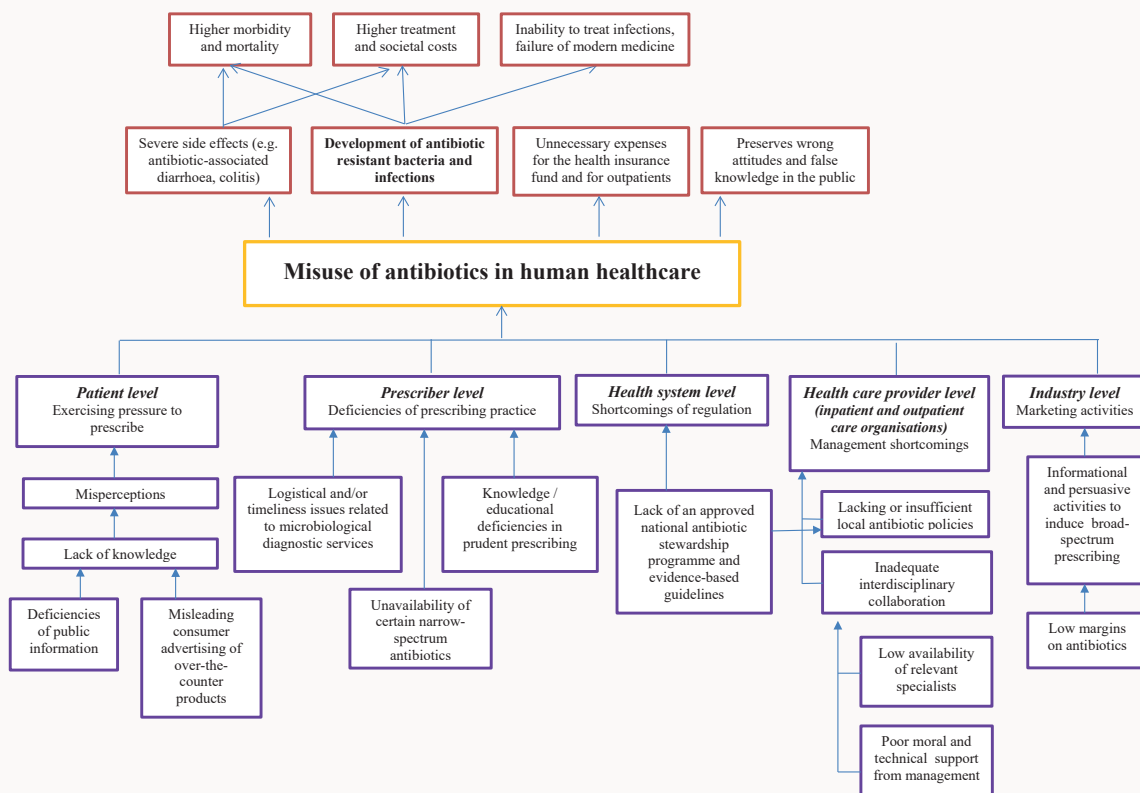 Higher morbidity
and mortality
Higher treatment
and societal costs
Inability to treat infections,
failure of modern medicine
Severe side effects (e.g.
antibiotic-associated
diarrhoea, colitis)
Development of antibiotic
resistant bacteria and
infections
Unnecessary expenses
for the health insurance
fund and for outpatients
Preserves wrong
attitudes and false
knowledge in the public
Misuse of antibiotics in human healthcare
Patient level
Exercising pressure to
prescribe
Prescriber level
Deficiencies of prescribing practice
Health system level
Shortcomings of regulation
Health care provider level
(inpatient and outpatient
care organisations)
Management shortcomings
Industry level
Marketing activities
Misperceptions
Lack of knowledge
Deficiencies
of public
information
Misleading
consumer
advertising of
over-the-
counter
products
Logistical and/or
timeliness issues related
to microbiological
diagnostic services
Unavailability of
certain narrow-
spectrum
antibiotics
Knowledge /
educational
deficiencies in
prudent prescribing
Lack of an approved
national antibiotic
stewardship
programme and
evidence-based
guidelines
Lacking or insufficient
local antibiotic policies
Inadequate
interdisciplinary
collaboration
Low availability
of relevant
specialists
Poor moral and
technical support
from management
Informational
and persuasive
activities to
induce broad-
spectrum
prescribing
Low margins
on antibiotics